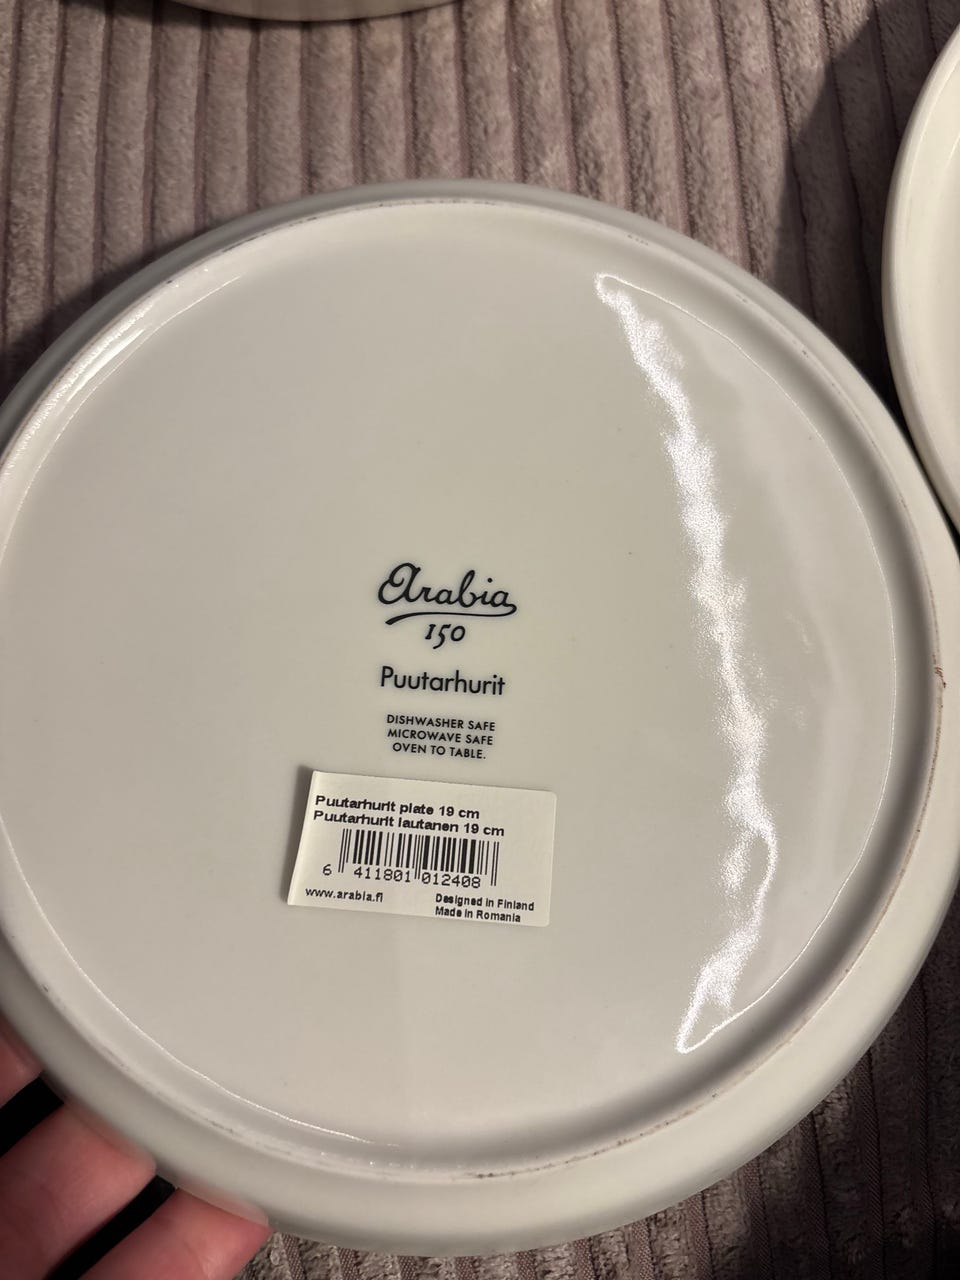 Arabia
150
Puutarhurit
DISHWASHER SAFE
MICROWAVE SAFE
OVEN TO TABLE.
Puutarhurit plate 19 cm
Puutarhurit lautanen 19 cm
6 411801 012408
www.arabia.fi
Designed in Finland
Made in Romania